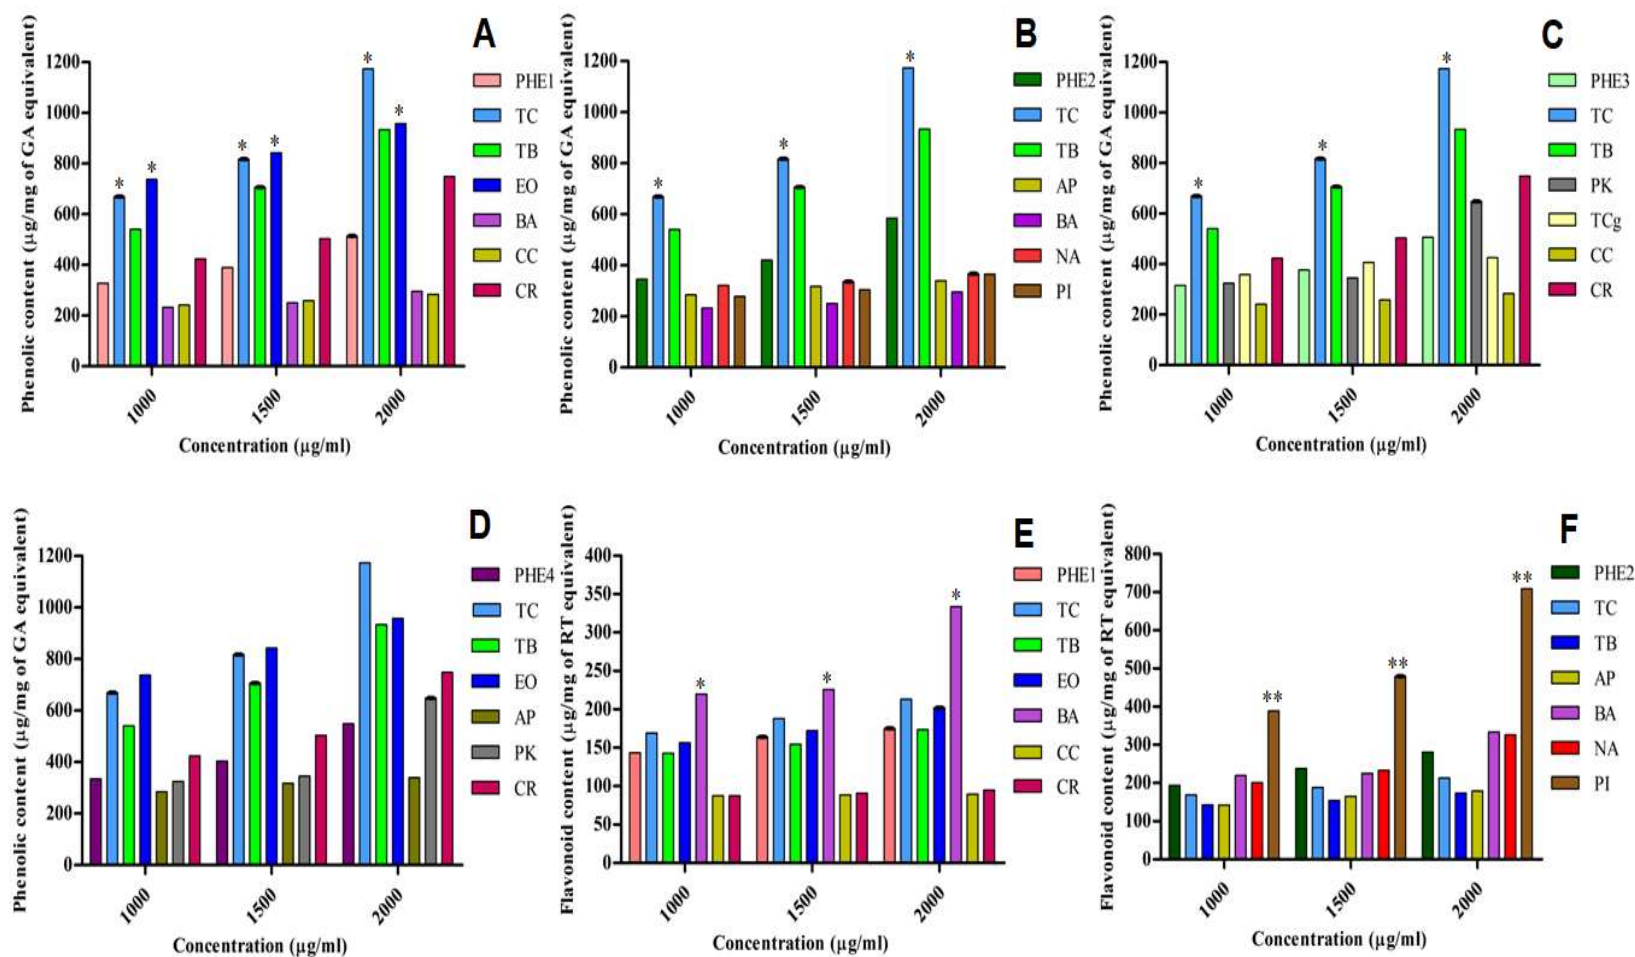 A
Phenolic content (µg/mg of GA equivalent)
1200
1000
800
600
400
200
0
* * * * * *
1000
1500
2000
Concentration (µg/ml)
PHE1
TC
TB
EO
BA
CC
CR
B
Phenolic content (µg/mg of GA equivalent)
1200
1000
800
600
400
200
0
* * *
1000
1500
2000
Concentration (µg/ml)
PHE2
TC
TB
AP
BA
NA
PI
C
Phenolic content (µg/mg of GA equivalent)
1200
1000
800
600
400
200
0
* * *
1000
1500
2000
Concentration (µg/ml)
PHE3
TC
TB
PK
TCg
CC
CR
D
Phenolic content (µg/mg of GA equivalent)
1200
1000
800
600
400
200
0
1000
1500
2000
Concentration (µg/ml)
PHE4
TC
TB
EO
AP
PK
CR
E
Flavonoid content (µg/mg of RT equivalent)
400
350
300
250
200
150
100
50
0
* * *
1000
1500
2000
Concentration (µg/ml)
PHE1
TC
TB
EO
BA
CC
CR
F
Flavonoid content (µg/mg of RT equivalent)
800
700
600
500
400
300
200
100
0
** ** **
1000
1500
2000
Concentration (µg/ml)
PHE2
TC
TB
AP
BA
NA
PI